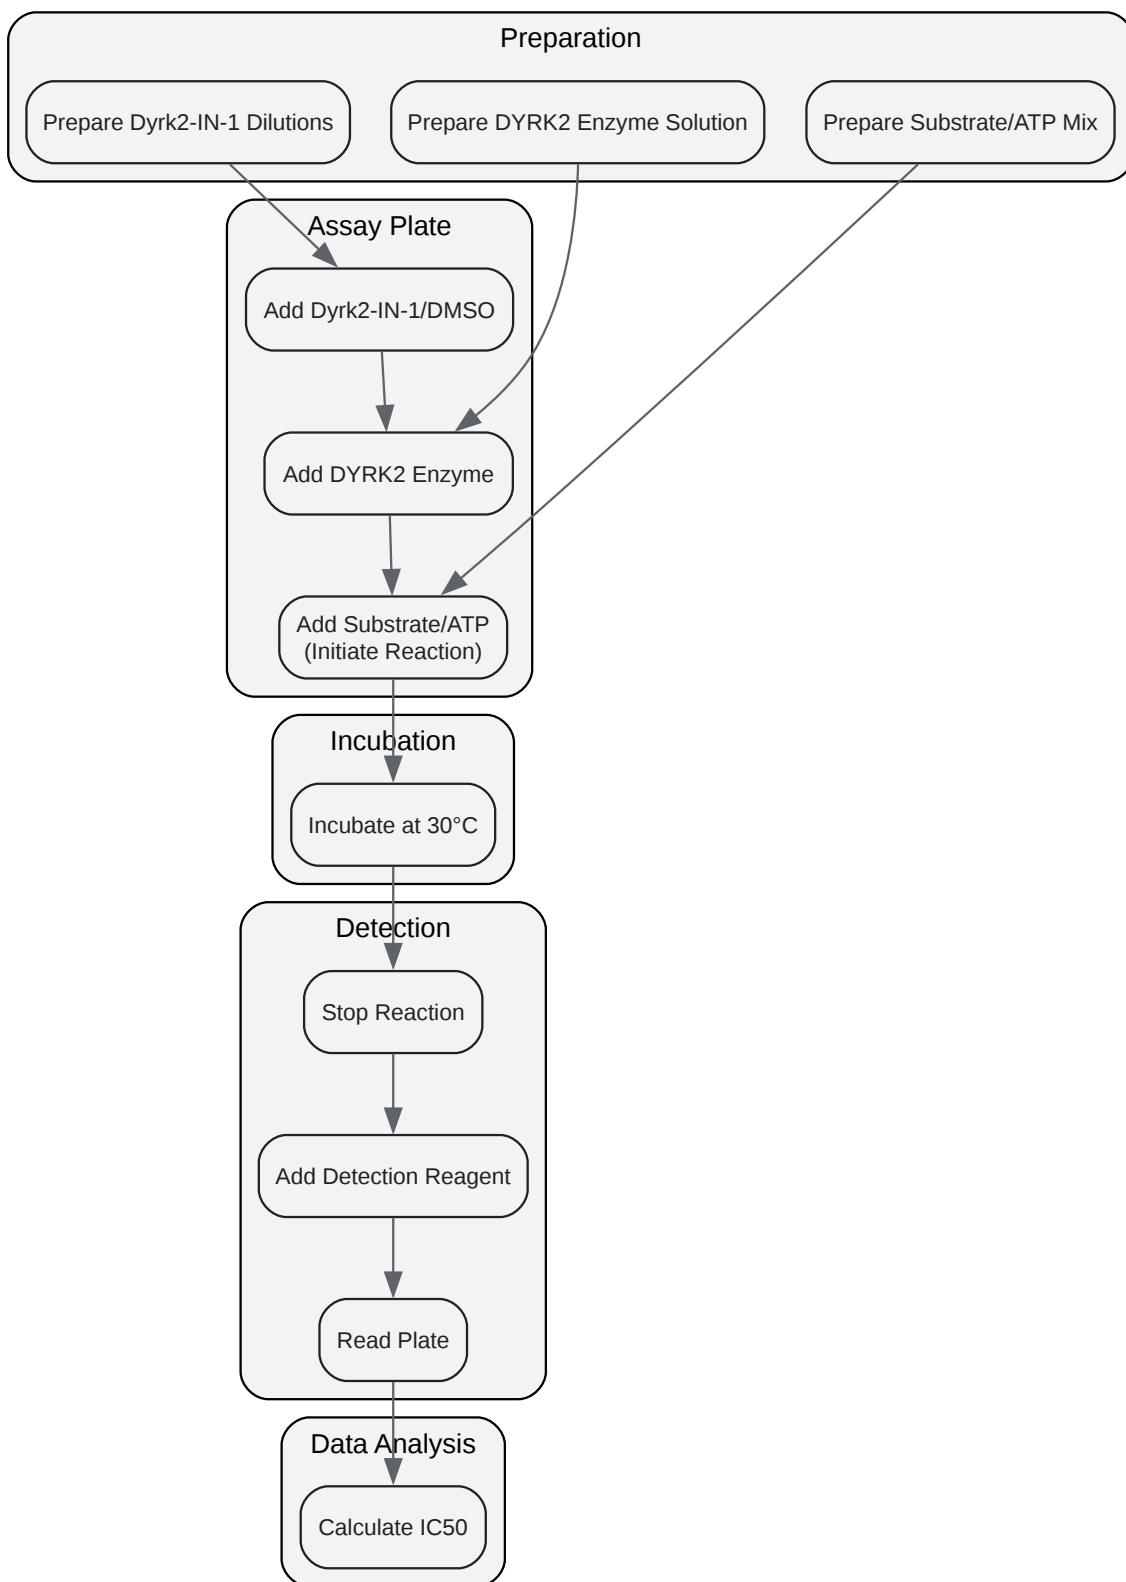 Preparation
Prepare Dyrk2-IN-1 Dilutions
Prepare DYRK2 Enzyme Solution
Prepare Substrate/ATP Mix
Assay Plate
Add Dyrk2-IN-1/DMSO
Add DYRK2 Enzyme
Add Substrate/ATP
(Initiate Reaction)
Incubation
Incubate at 30°C
Detection
Stop Reaction
Add Detection Reagent
Read Plate
Data Analysis
Calculate IC50